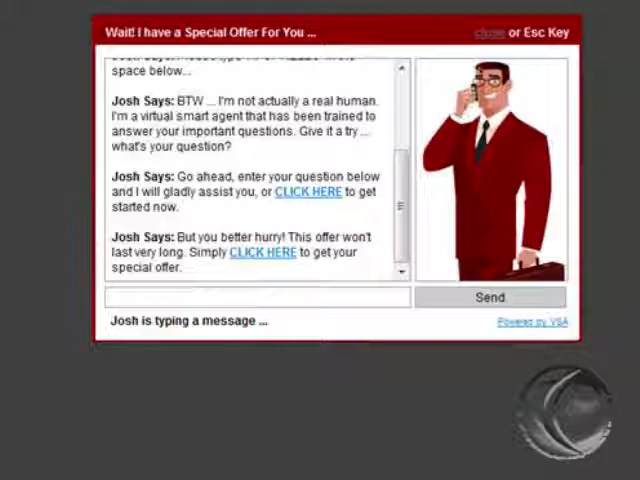 Wait! I have a Special Offer For You ...
close or Esc Key
space below...
Josh Says: BTW ... I'm not actually a real human.
I'm a virtual smart agent that has been trained to
answer your important questions. Give it a try ...
what's your question?
Josh Says: Go ahead, enter your question below
and I will gladly assist you, or CLICK HERE to get
started now.
Josh Says: But you better hurry! This offer won't
last very long. Simply CLICK HERE to get your
special offer.
Send
Josh is typing a message ...
Powered by VSA